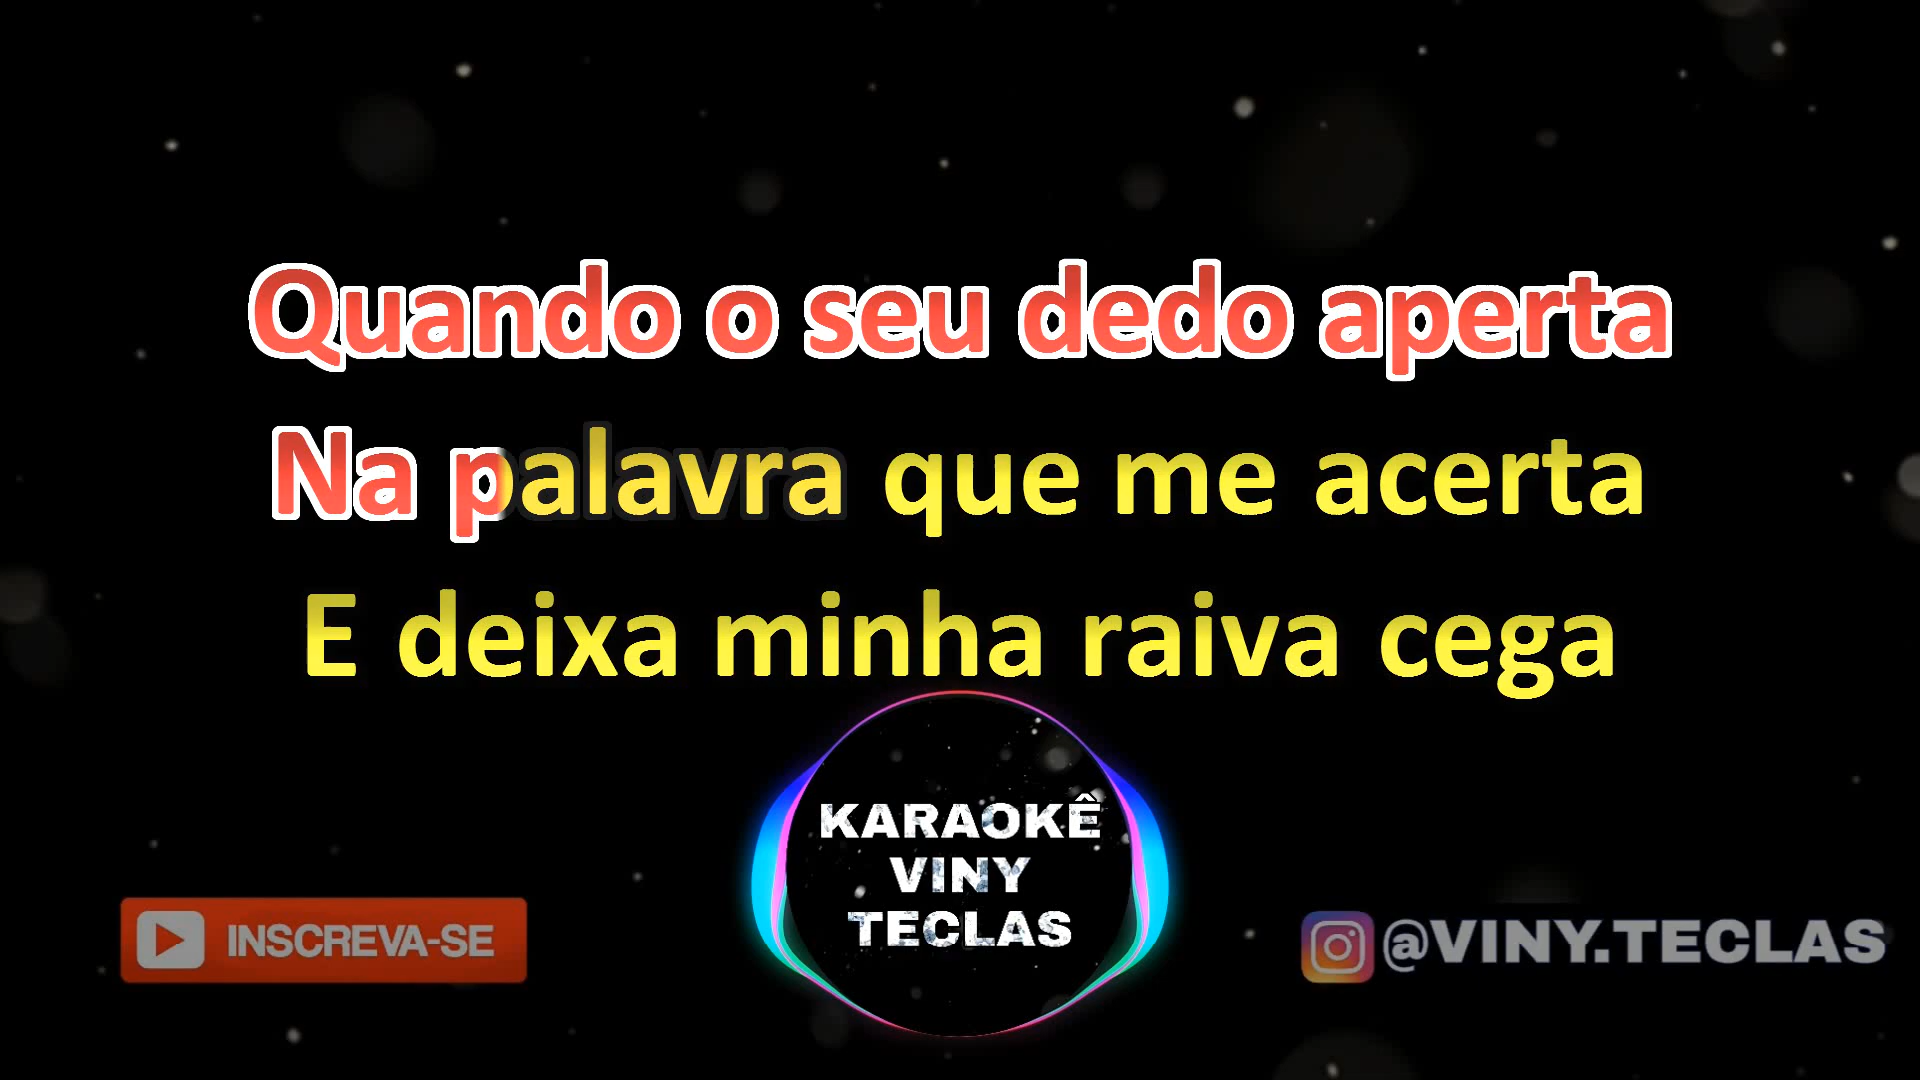 Quando o seu dedo aperta
Na palavra que me acerta
E deixa minha raiva cega
KARAOKÊ
VINY
TECLAS
INSCREVA-SE
@VINY.TECLAS